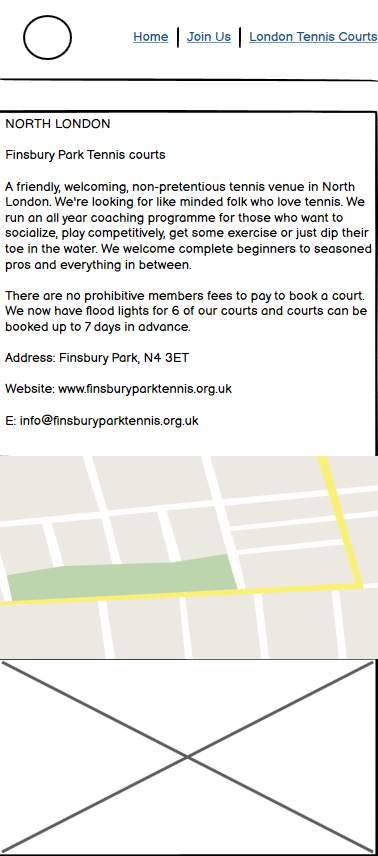 Home | Join Us | London Tennis Courts
NORTH LONDON
Finsbury Park Tennis courts
A friendly, welcoming, non-pretentious tennis venue in North
London. We're looking for like minded folk who love tennis. We
run an all year coaching programme for those who want to
socialize, play competitively, get some exercise or just dip their
toe in the water. We welcome complete beginners to seasoned
pros and everything in between.
There are no prohibitive members fees to pay to book a court.
We now have flood lights for 6 of our courts and courts can be
booked up to 7 days in advance.
Address: Finsbury Park, N4 3ET
Website: www.finsburyparktennis.org.uk
E: info@finsburyparktennis.org.uk